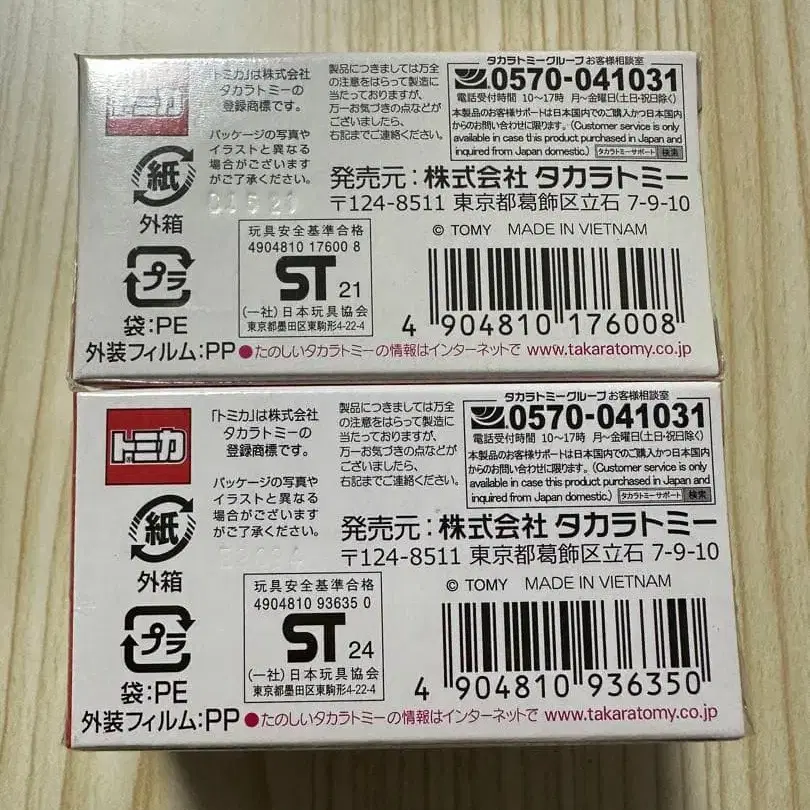 トミカ
「トミカ」は株式会社
タカラトミーの
登録商標です。
パッケージの写真や
イラストと異なる
場合がございます
がご了承ください。
製品につきましては万全
の注意をはらって製造に
当たっておりますが、
万一お気づきの点などが
ございましたら、
右記までご連絡ください。
タカラトミーグループ お客様相談室
0570-041031
電話受付時間 10〜17時 月〜金曜日(土・日・祝日除く)
本製品のお客様サポートは日本国内でのご購入かつ日本国内
からのお問い合わせに限ります。(Customer service is only
available in case this product purchased in Japan and
inquired from Japan domestic.) タカラトミーサポート 検索
紙
外箱
発売元:株式会社 タカラトミー
〒124-8511 東京都葛飾区立石 7-9-10
プラ
袋:PE
外装フィルム:PP
玩具安全基準合格
4904810 17600 8
ST 21
(一社)日本玩具協会
東京都墨田区東駒形4-22-4
© TOMY MADE IN VIETNAM
4 904810 176008
●たのしいタカラトミーの情報はインターネットで www.takaratomy.co.jp
トミカ
「トミカ」は株式会社
タカラトミーの
登録商標です。
パッケージの写真や
イラストと異なる
場合がございます
がご了承ください。
製品につきましては万全
の注意をはらって製造に
当たっておりますが、
万一お気づきの点などが
ございましたら、
右記までご連絡ください。
タカラトミーグループ お客様相談室
0570-041031
電話受付時間 10〜17時 月〜金曜日(土・日・祝日除く)
本製品のお客様サポートは日本国内でのご購入かつ日本国内
からのお問い合わせに限ります。(Customer service is only
available in case this product purchased in Japan and
inquired from Japan domestic.) タカラトミーサポート 検索
紙
外箱
発売元:株式会社 タカラトミー
〒124-8511 東京都葛飾区立石 7-9-10
プラ
袋:PE
外装フィルム:PP
玩具安全基準合格
4904810 93635 0
ST 24
(一社)日本玩具協会
東京都墨田区東駒形4-22-4
© TOMY MADE IN VIETNAM
4 904810 936350
●たのしいタカラトミーの情報はインターネットで www.takaratomy.co.jp